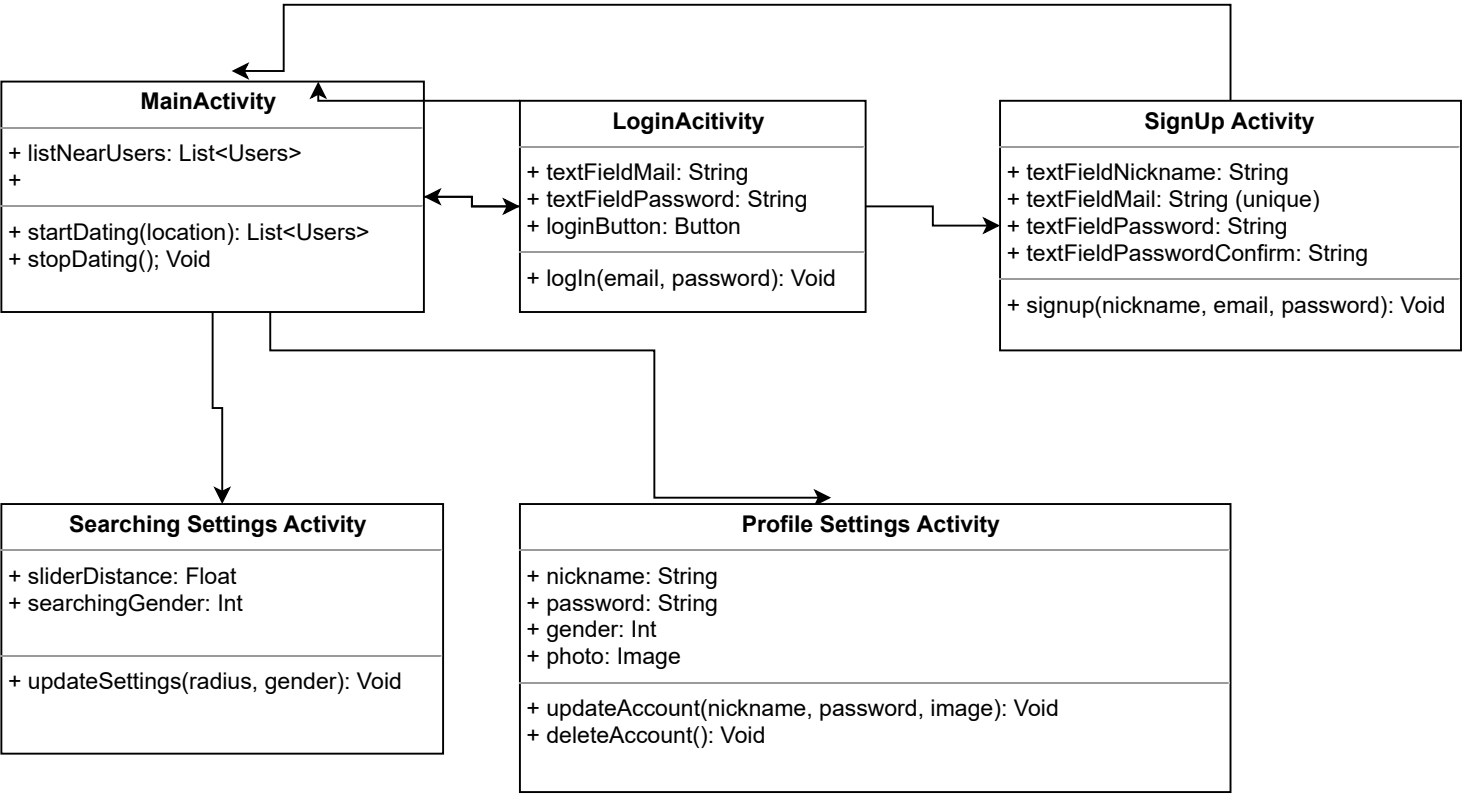 MainActivity
+ listNearUsers: List<Users>
+
+ startDating(location): List<Users>
+ stopDating(); Void
LoginAcitivity
+ textFieldMail: String
+ textFieldPassword: String
+ loginButton: Button
+ logIn(email, password): Void
SignUp Activity
+ textFieldNickname: String
+ textFieldMail: String (unique)
+ textFieldPassword: String
+ textFieldPasswordConfirm: String
+ signup(nickname, email, password): Void
Searching Settings Activity
+ sliderDistance: Float
+ searchingGender: Int
+ updateSettings(radius, gender): Void
Profile Settings Activity
+ nickname: String
+ password: String
+ gender: Int
+ photo: Image
+ updateAccount(nickname, password, image): Void
+ deleteAccount(): Void